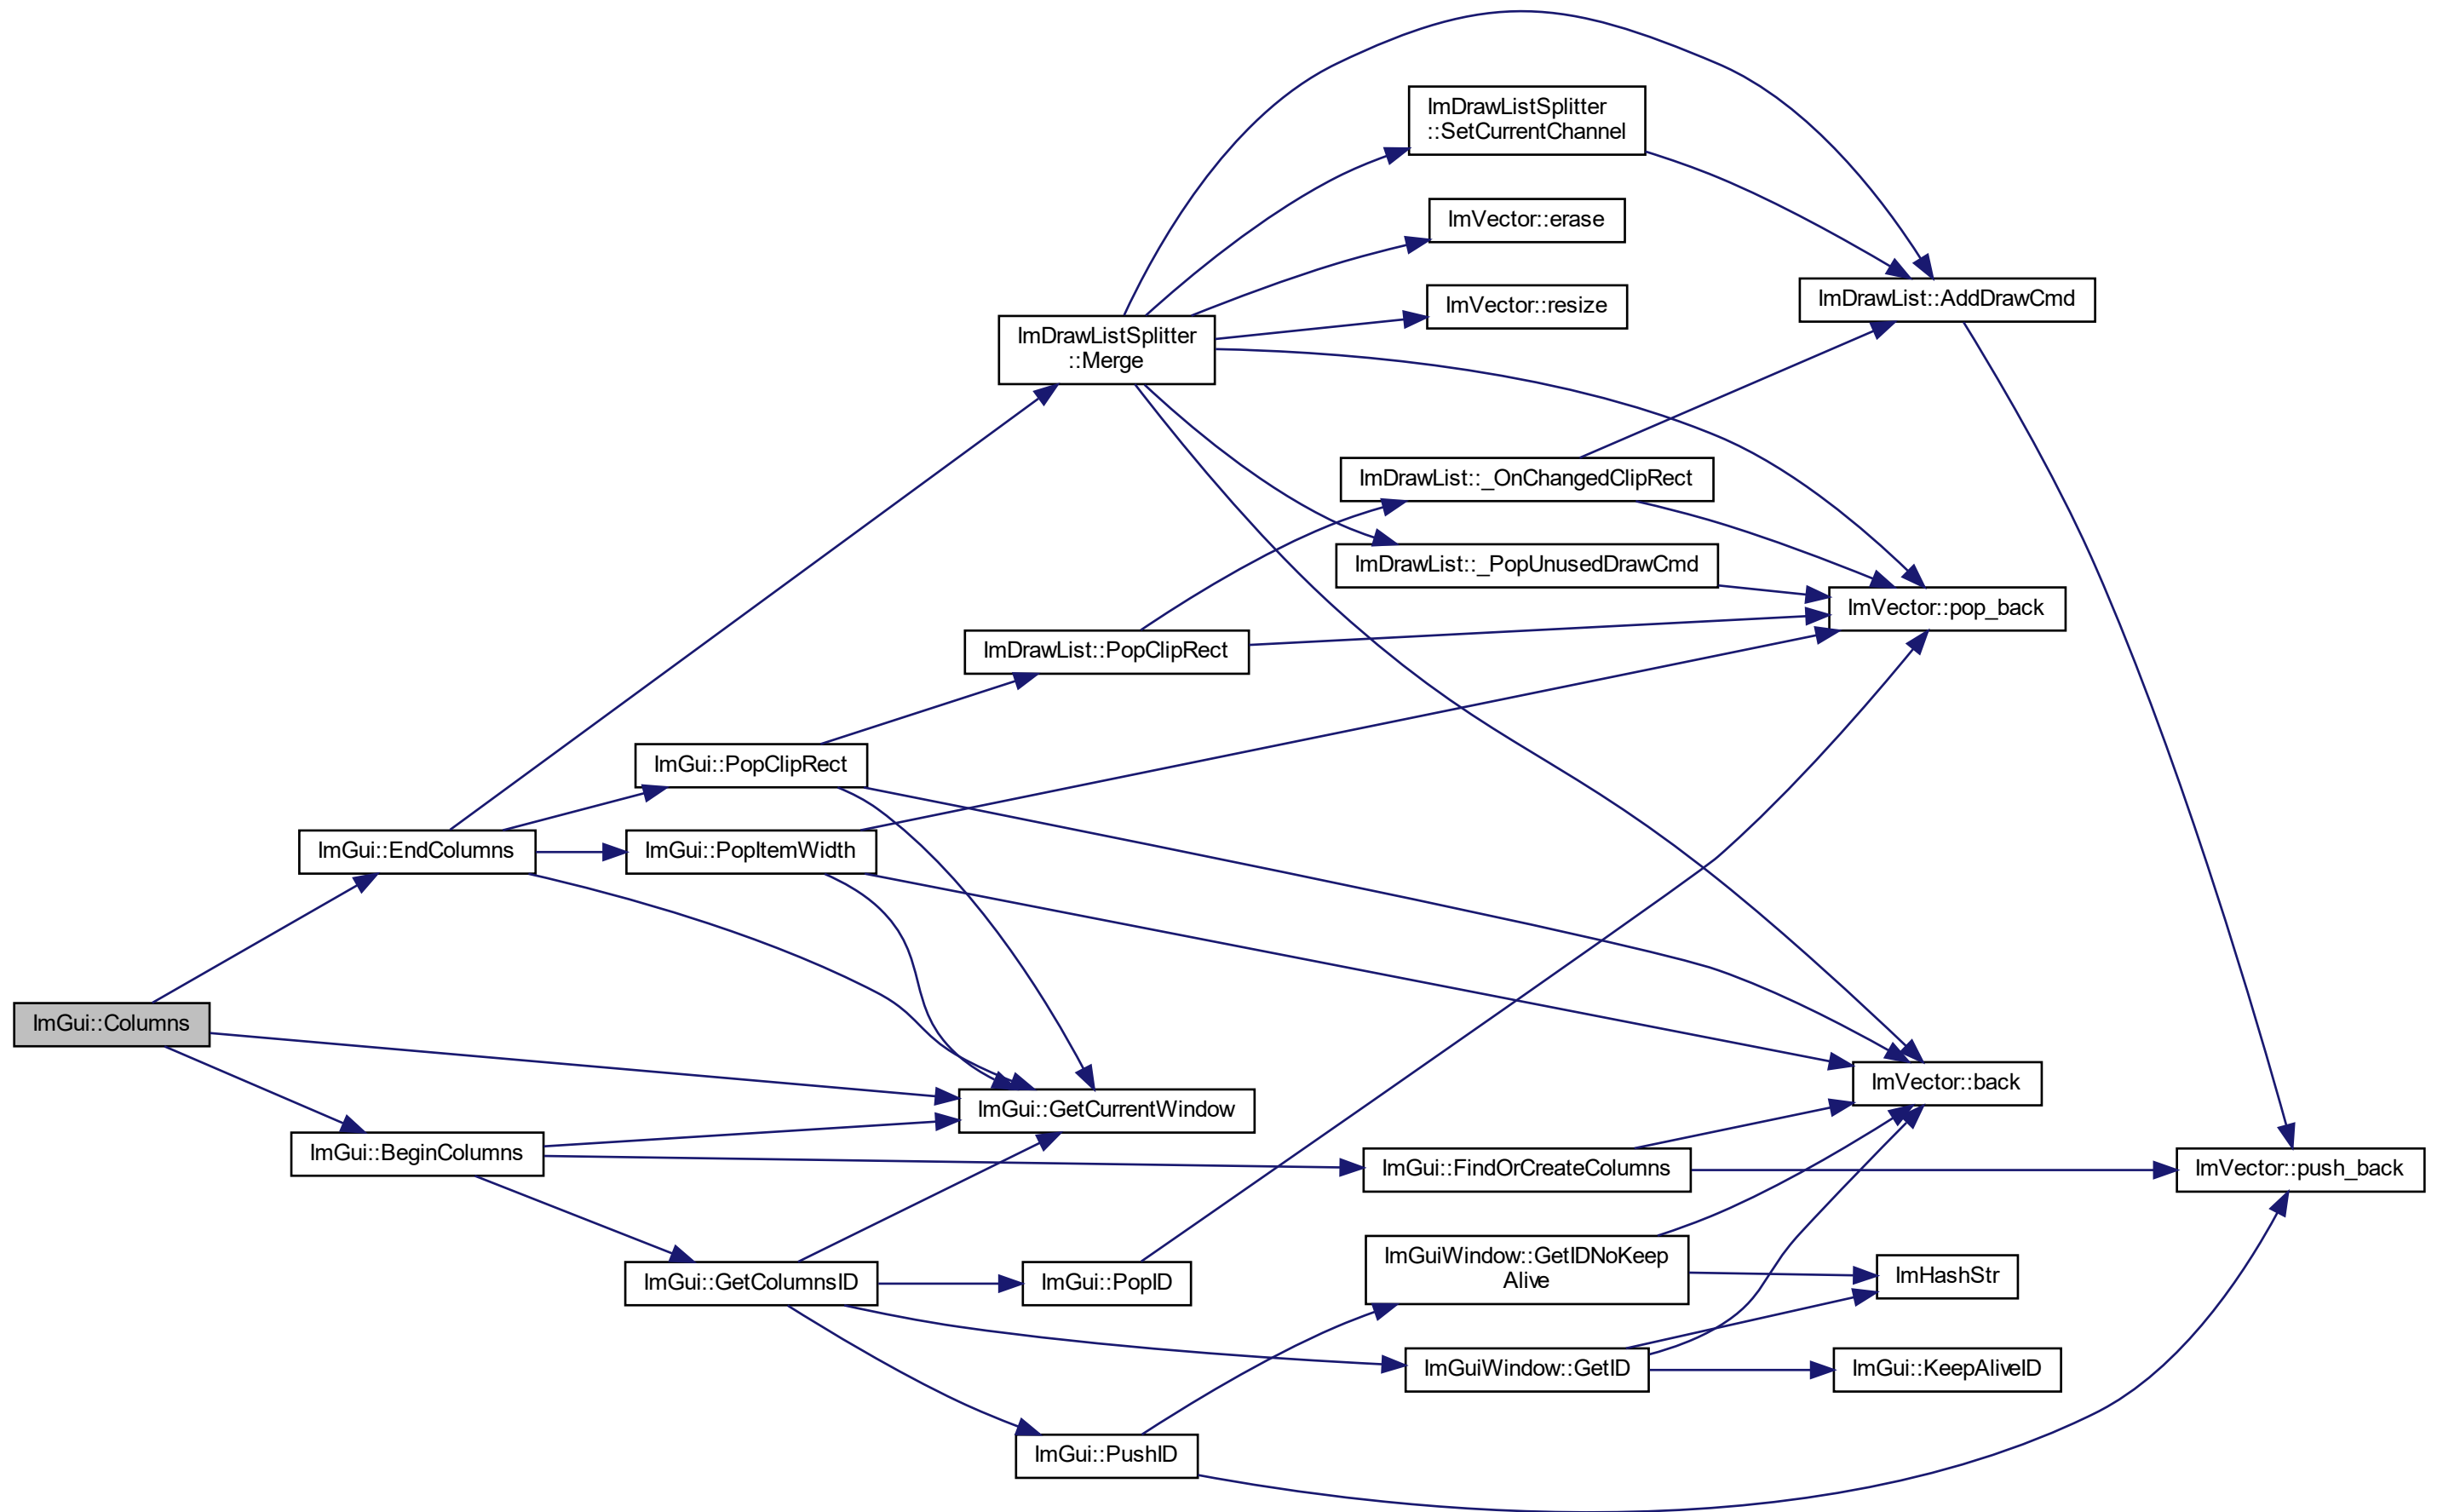 ImDrawListSplitter
::SetCurrentChannel
ImVector::erase
ImDrawList::AddDrawCmd
ImVector::resize
ImDrawListSplitter
::Merge
ImDrawList::_OnChangedClipRect
ImDrawList::_PopUnusedDrawCmd
ImVector::pop_back
ImDrawList::PopClipRect
ImGui::PopClipRect
ImGui::EndColumns
ImGui::PopItemWidth
ImGui::Columns
ImVector::back
ImGui::GetCurrentWindow
ImGui::BeginColumns
ImGui::FindOrCreateColumns
ImVector::push_back
ImGuiWindow::GetIDNoKeep
Alive
ImGui::GetColumnsID
ImGui::PopID
ImHashStr
ImGuiWindow::GetID
ImGui::KeepAliveID
ImGui::PushID